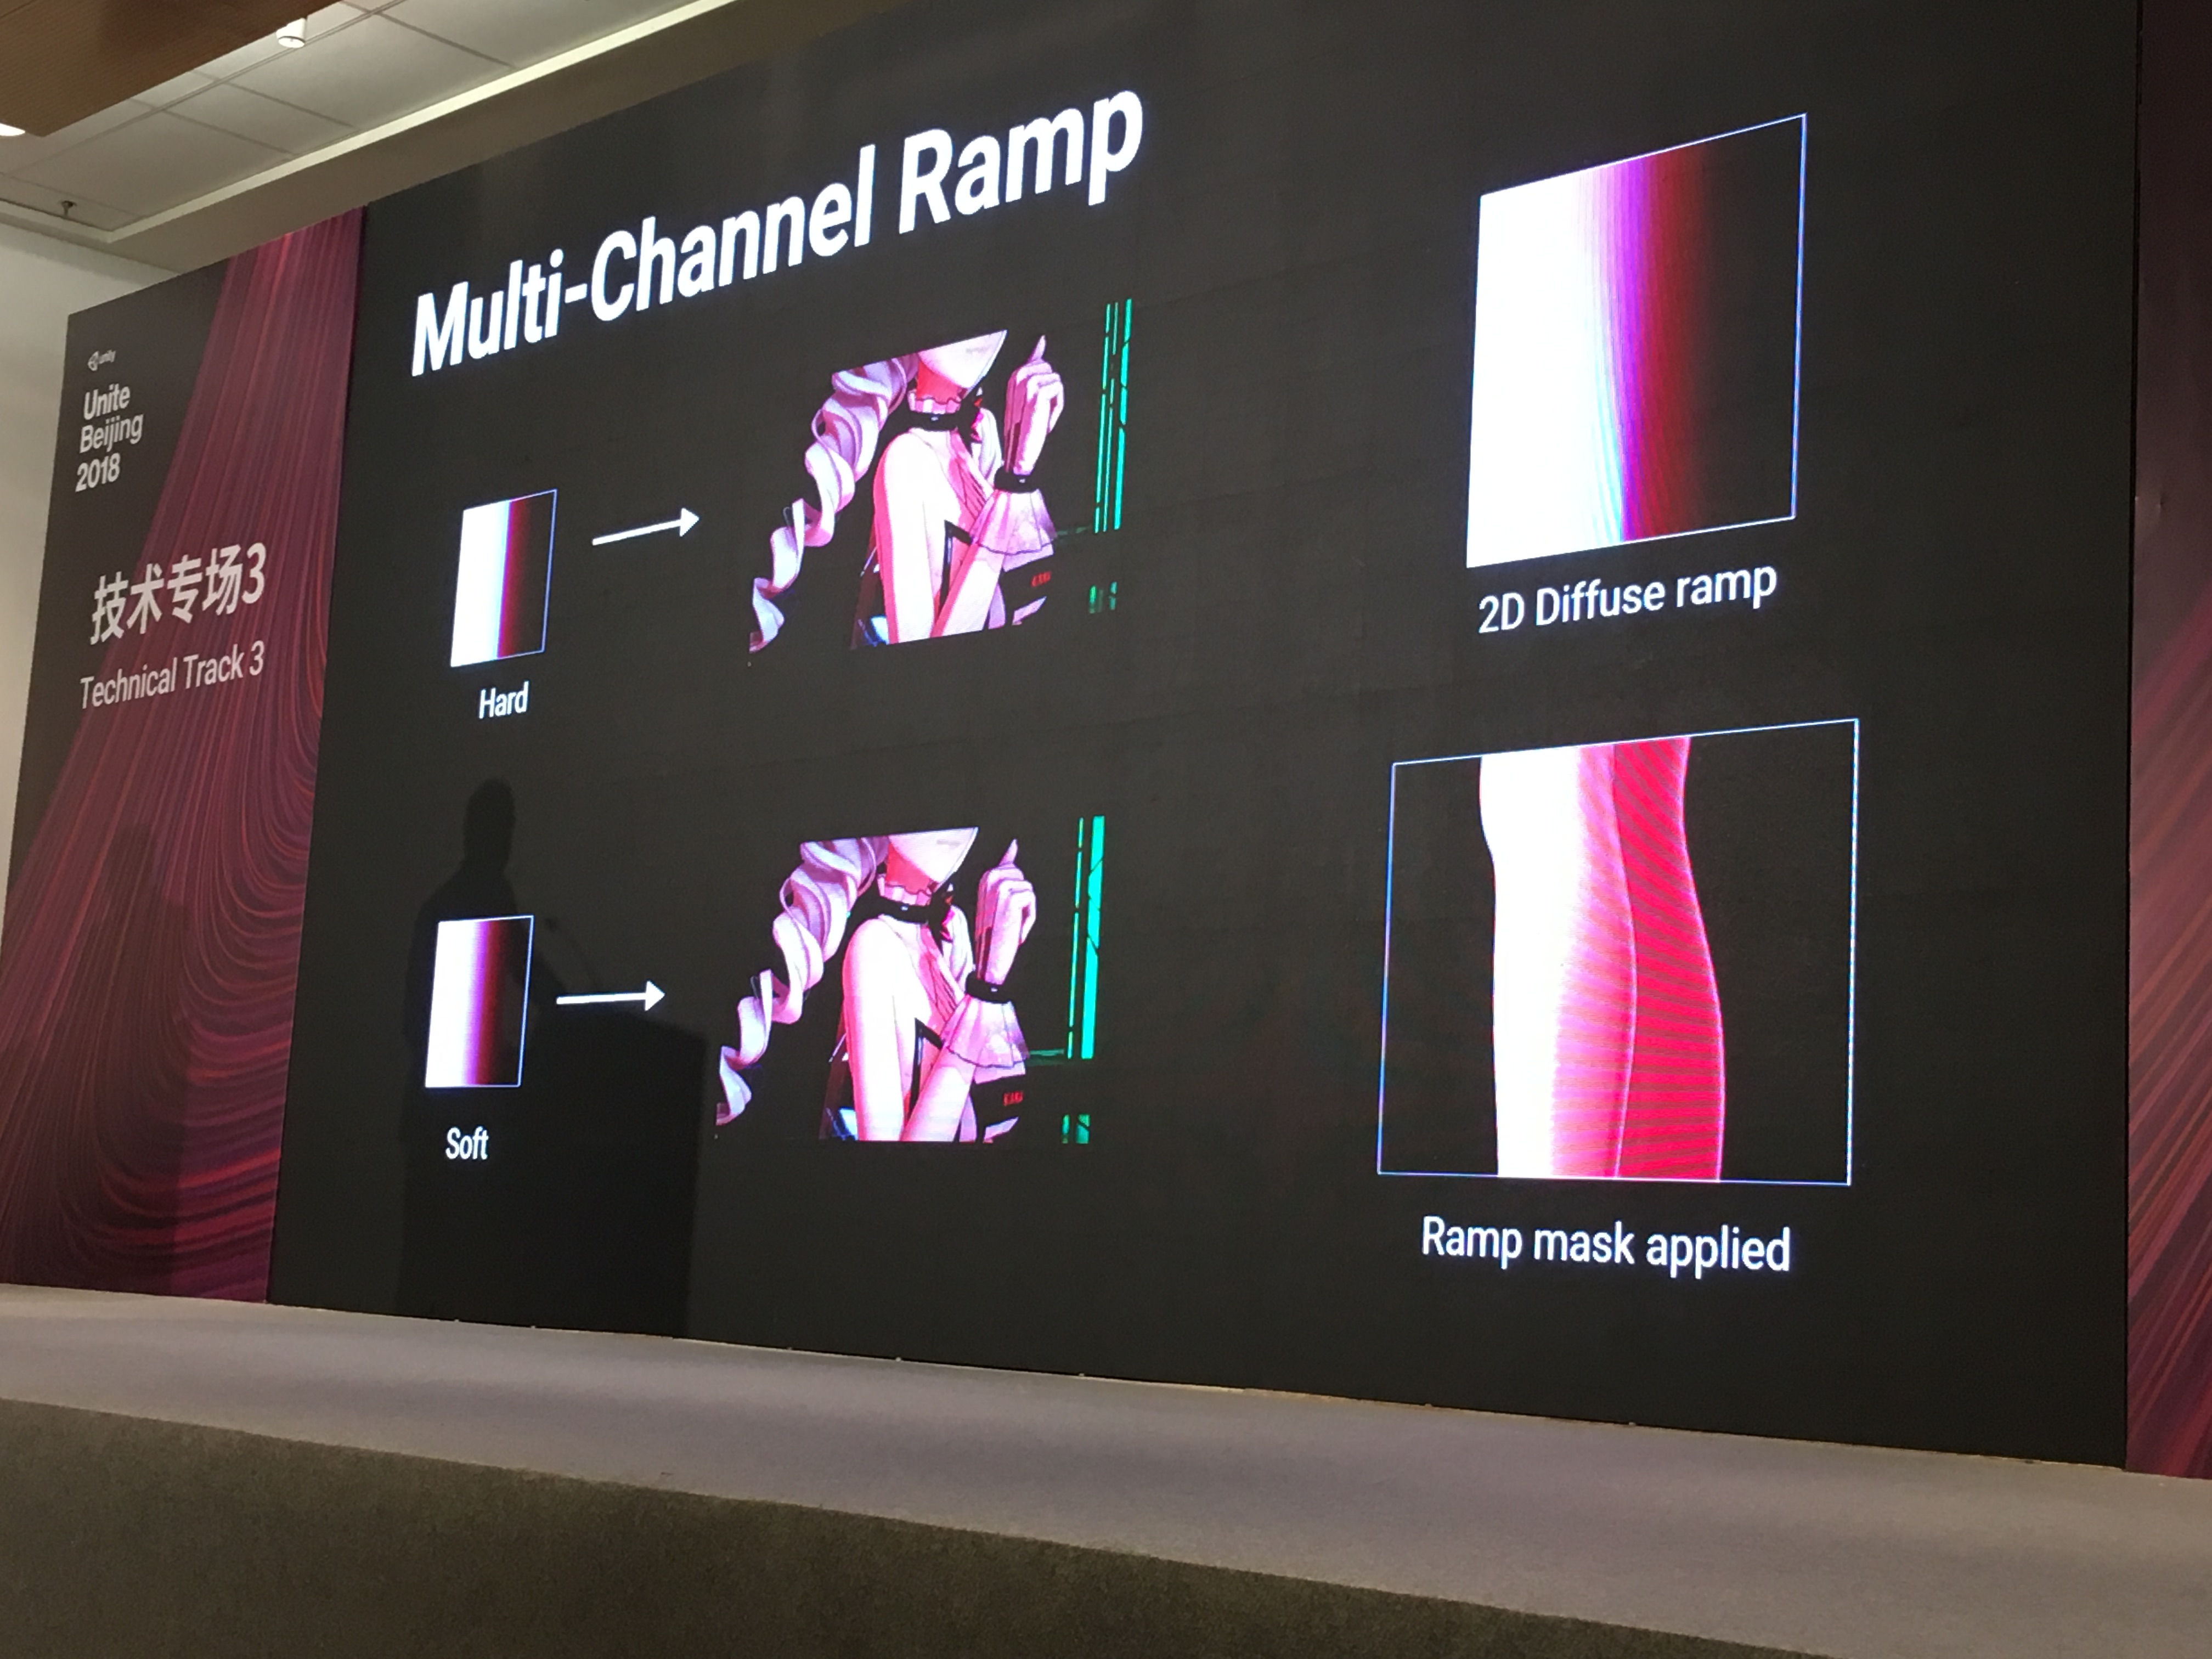 unity
Unite
Beijing
2018
技术专场3
Technical Track 3
Multi-Channel Ramp
Hard
Soft
2D Diffuse ramp
Ramp mask applied